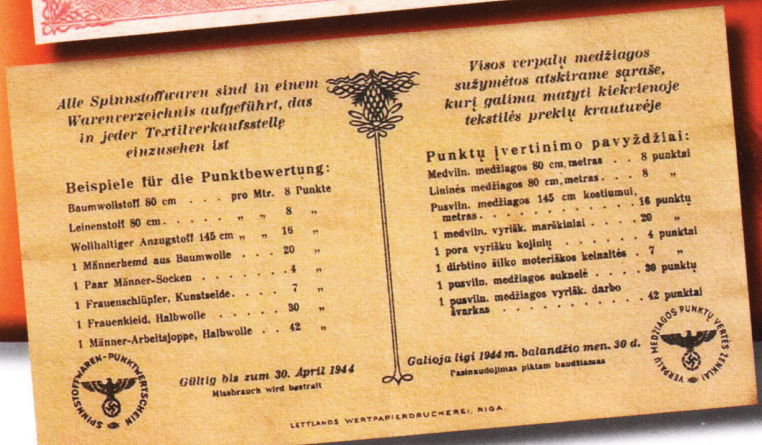 Alle Spinnstoffwaren sind in einem
Warenverzeichnis aufgeführt, das
in jeder Textilverkaufsstelle
einzusehen ist
Beispiele für die Punktbewertung:
Baumwollstoff 80 cm . . . . pro Mtr. 8 Punkte
Leinenstoff 80 cm . . . . . „ „ 8 „
Wollhaltiger Anzugstoff 145 cm „ „ 16 „
1 Männerhemd aus Baumwolle . . 20 „
1 Paar Männer-Socken . . . . . 4 „
1 Frauenschlüpfer, Kunstseide . . . 7 „
1 Frauenkleid, Halbwolle . . . . 30 „
1 Männer-Arbeitsjoppe, Halbwolle . . 42 „
SPINNSTOFFWAREN-PUNKTWERTSCHEIN
Gültig bis zum 30. April 1944
Missbrauch wird bestraft
Visos verpalų medžiagos
sužymėtos atskirame sąraše,
kurį galima matyti kiekvienoje
tekstilės prekių krautuvėje
Punktų įvertinimo pavyzdžiai:
Medviln. medžiagos 80 cm, metras . . 8 punktai
Lininės medžiagos 80 cm, metras . . . 8 „
Pusviln. medžiagos 145 cm kostiumui,
metras . . . . . . . . . . . 16 punktų
1 medviln. vyrišk. marškiniai . . . 20 „
1 pora vyrišku kojinių . . . . . . 4 punktai
1 dirbtino šilko moteriškos kelnaitės . 7 „
1 pusviln. medžiagos suknelė . . . 30 punktų
1 pusviln. medžiagos vyrišk. darbo
švarkas . . . . . . . . . . 42 punktai
Galioja ligi 1944 m. balandžio men. 30 d.
Pasinaudojimas piktam baudžiamas
VERPALŲ MEDŽIAGOS PUNKTŲ VERTĖS ŽENKLAI
LETTLANDS WERTPAPIERDRUCKEREI, RIGA.